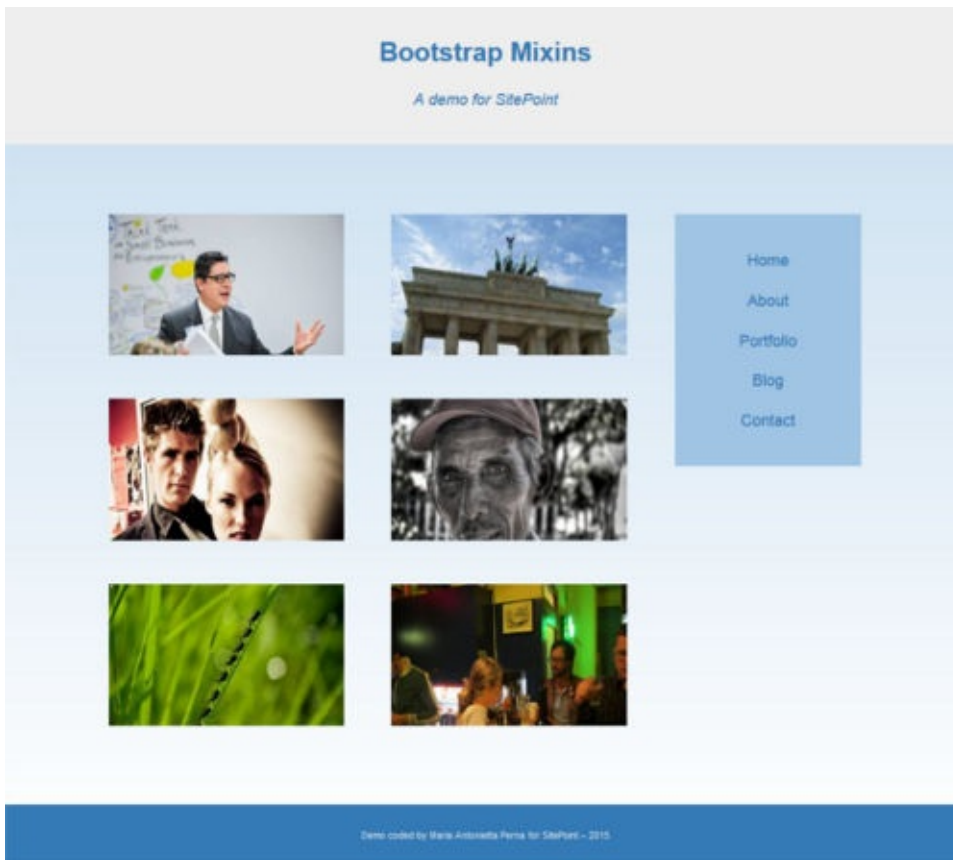 Bootstrap Mixins
A demo for SitePoint
Home
About
Portfolio
Blog
Contact
Demo coded by Maria Antonietta Perna for SitePoint – 2015